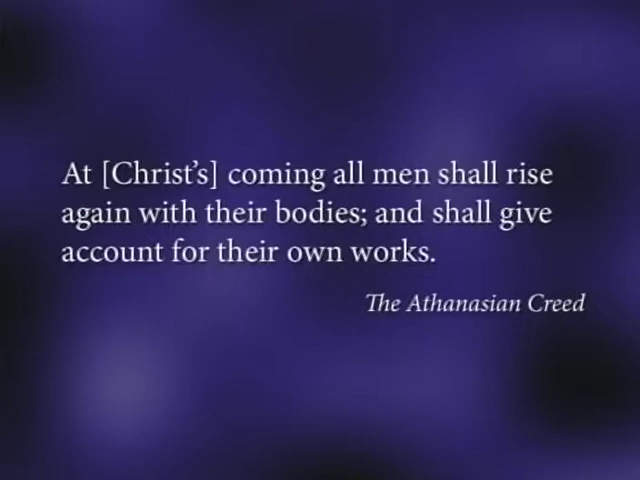 At [Christ’s] coming all men shall rise
again with their bodies; and shall give
account for their own works.
The Athanasian Creed